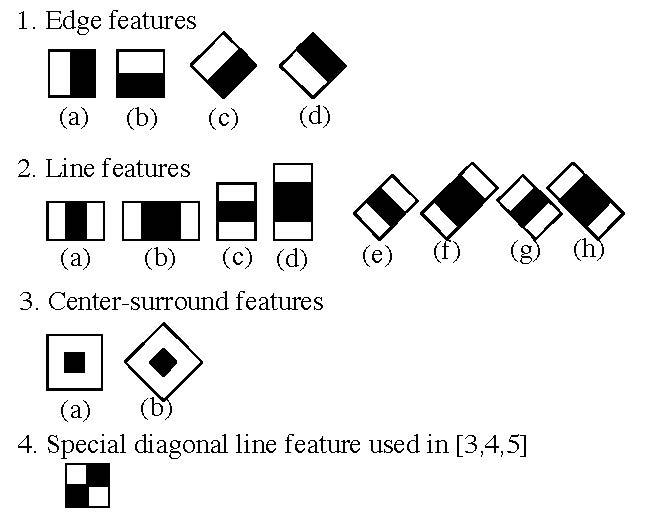 1. Edge features
(a) (b) (c) (d)
2. Line features
(a) (b) (c) (d) (e) (f) (g) (h)
3. Center-surround features
(a) (b)
4. Special diagonal line feature used in [3,4,5]